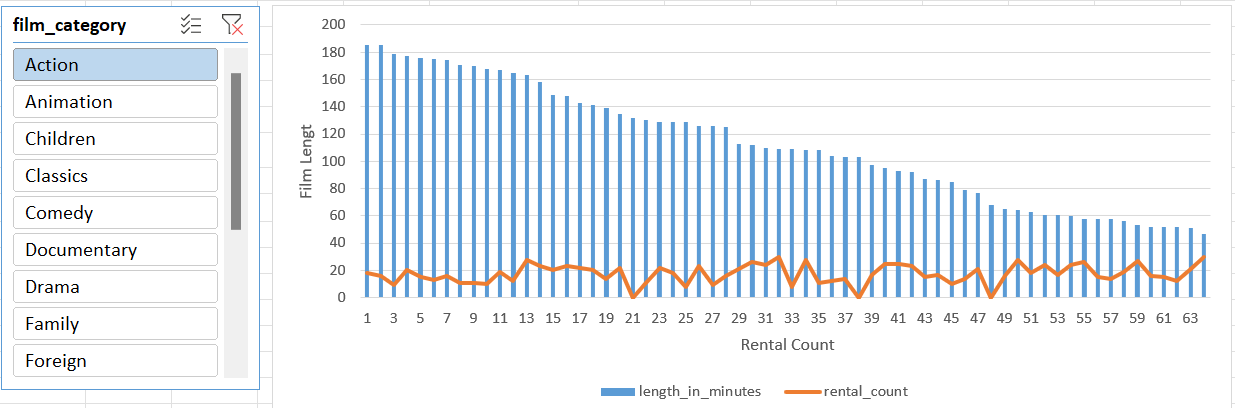 film_category
Action
Animation
Children
Classics
Comedy
Documentary
Drama
Family
Foreign
200
180
160
140
120
100
80
60
40
20
0
Film Lengt
1 3 5 7 9 11 13 15 17 19 21 23 25 27 29 31 33 35 37 39 41 43 45 47 49 51 53 55 57 59 61 63
Rental Count
length_in_minutes rental_count